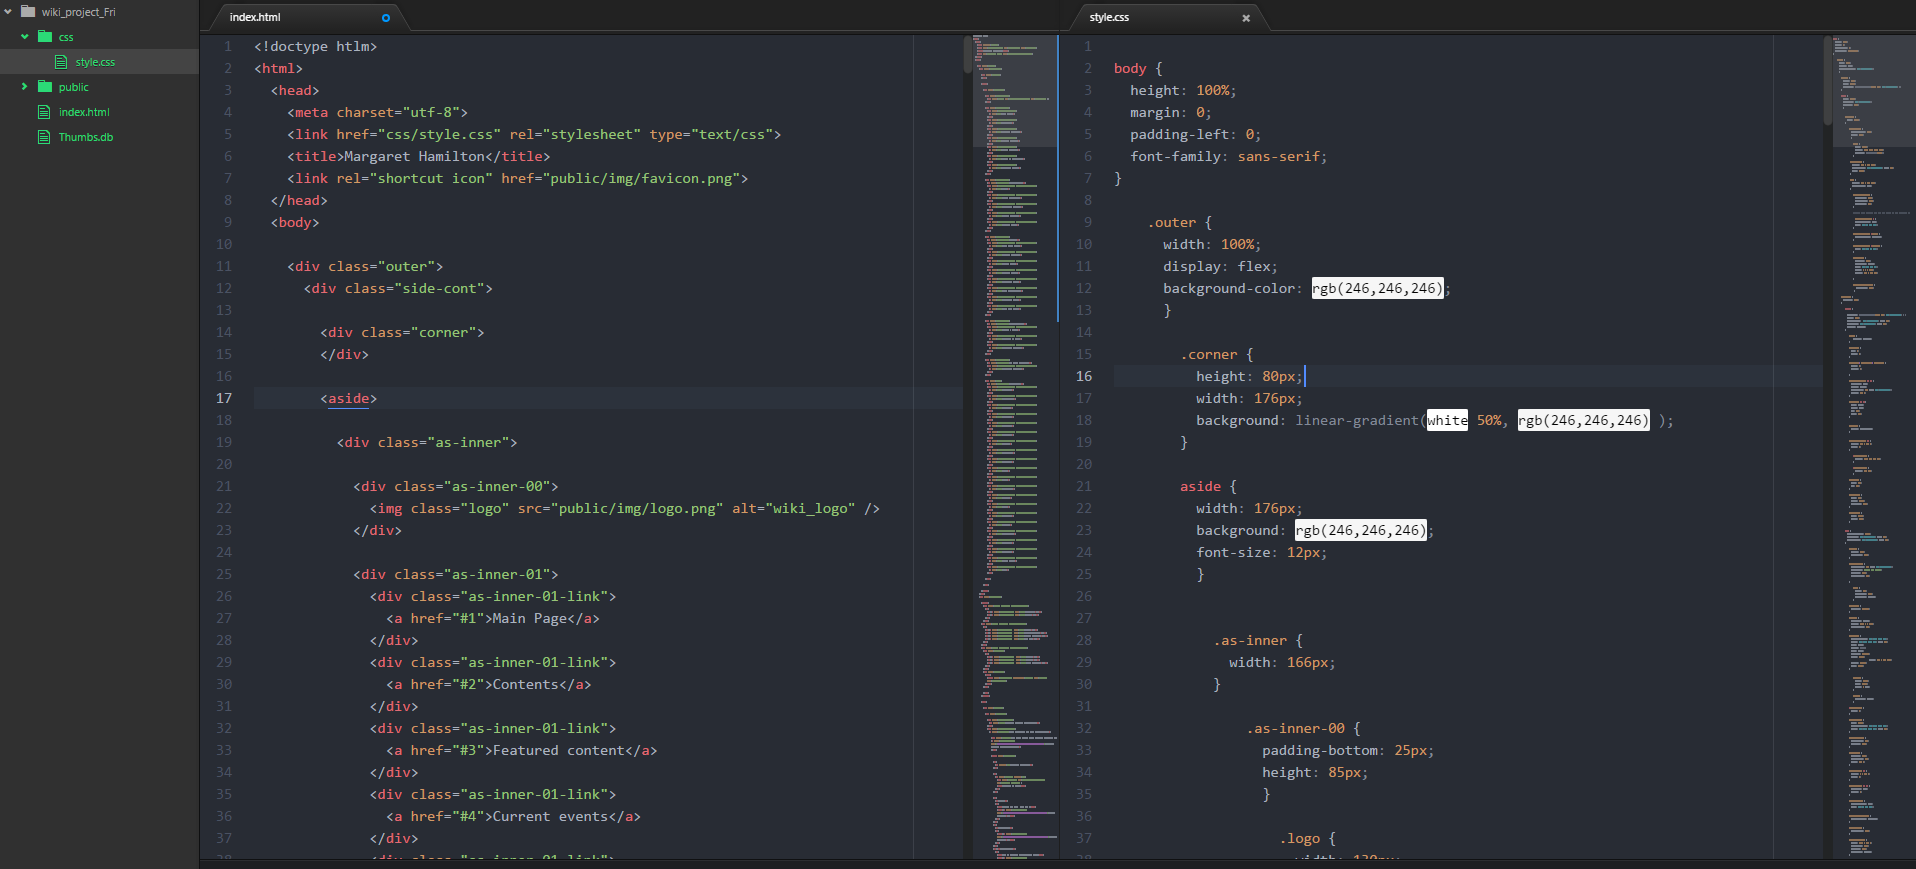 wiki_project_Fri
css
style.css
public
index.html
Thumbs.db
index.html
1 <!doctype htlm>
2 <html>
3 <head>
4 <meta charset="utf-8">
5 <link href="css/style.css" rel="stylesheet" type="text/css">
6 <title>Margaret Hamilton</title>
7 <link rel="shortcut icon" href="public/img/favicon.png">
8 </head>
9 <body>
10
11 <div class="outer">
12 <div class="side-cont">
13
14 <div class="corner">
15 </div>
16
17 <aside>
18
19 <div class="as-inner">
20
21 <div class="as-inner-00">
22 <img class="logo" src="public/img/logo.png" alt="wiki_logo" />
23 </div>
24
25 <div class="as-inner-01">
26 <div class="as-inner-01-link">
27 <a href="#1">Main Page</a>
28 </div>
29 <div class="as-inner-01-link">
30 <a href="#2">Contents</a>
31 </div>
32 <div class="as-inner-01-link">
33 <a href="#3">Featured content</a>
34 </div>
35 <div class="as-inner-01-link">
36 <a href="#4">Current events</a>
37 </div>
38 <div class="as-inner-01-link">
style.css
1
2 body {
3 height: 100%;
4 margin: 0;
5 padding-left: 0;
6 font-family: sans-serif;
7 }
8
9 .outer {
10 width: 100%;
11 display: flex;
12 background-color: rgb(246,246,246);
13 }
14
15 .corner {
16 height: 80px;
17 width: 176px;
18 background: linear-gradient(white 50%, rgb(246,246,246) );
19 }
20
21 aside {
22 width: 176px;
23 background: rgb(246,246,246);
24 font-size: 12px;
25 }
26
27
28 .as-inner {
29 width: 166px;
30 }
31
32 .as-inner-00 {
33 padding-bottom: 25px;
34 height: 85px;
35 }
36
37 .logo {
38 width: 130px;